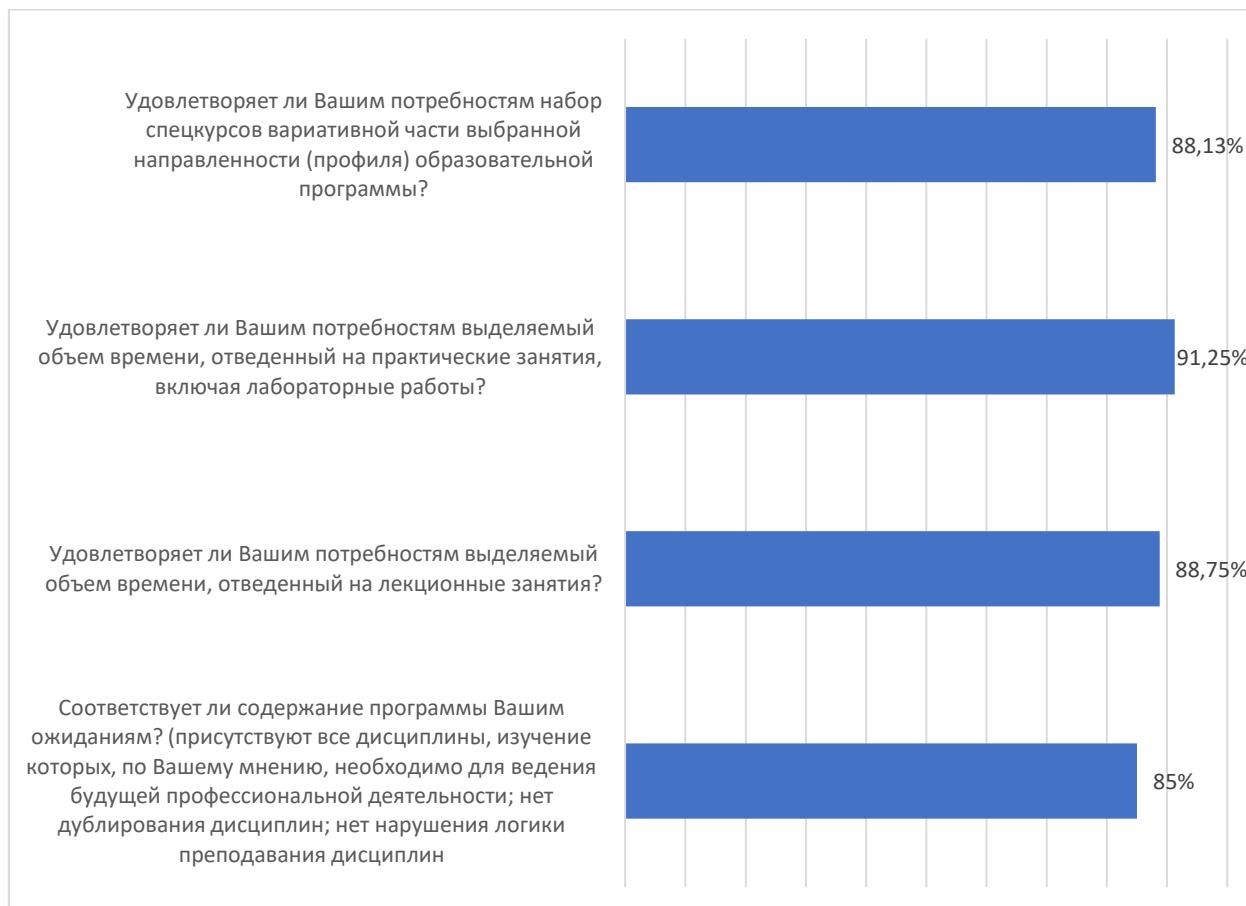 Удовлетворяет ли Вашим потребностям набор
спецкурсов вариативной части выбранной
направленности (профиля) образовательной
программы?
88,13%
Удовлетворяет ли Вашим потребностям выделяемый
объем времени, отведенный на практические занятия,
включая лабораторные работы?
91,25%
Удовлетворяет ли Вашим потребностям выделяемый
объем времени, отведенный на лекционные занятия?
88,75%
Соответствует ли содержание программы Вашим
ожиданиям? (присутствуют все дисциплины, изучение
которых, по Вашему мнению, необходимо для ведения
будущей профессиональной деятельности; нет
дублирования дисциплин; нет нарушения логики
преподавания дисциплин
85%